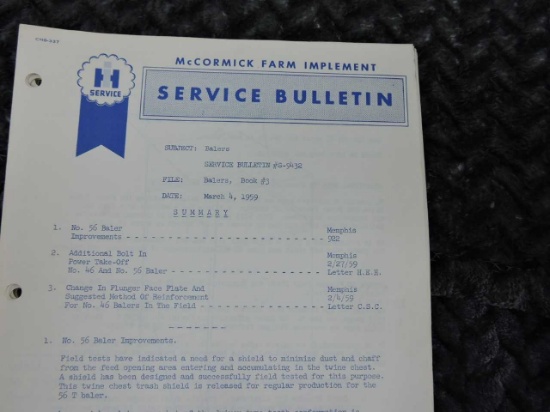 McCORMICK FARM IMPLEMENT
IH
SERVICE
SERVICE BULLETIN
SUBJECT: Balers
SERVICE BULLETIN #G-9432
FILE: Balers, Book #3
DATE: March 4, 1959
SUMMARY
1. No. 56 Baler Memphis
Improvements - - - - - - - - - - - - - - - - - - - - - - - 502
2. Additional Bolt In Memphis
Power Take-Off 2/27/59
No. 46 And No. 56 Baler - - - - - - - - - - - - - - - - Letter H.E.B.
3. Change In Plunger Face Plate And Memphis
Suggested Method Of Reinforcement 2/4/59
For No. 46 Balers In The Field - - - - - - - - - - - - - Letter C.S.C.
- - - - - - -
1. No. 56 Baler Improvements.
Field tests have indicated a need for a shield to minimize dust and chaff
from the feed opening area entering and accumulating in the twine chest.
A shield has been designed and successfully field tested for this purpose.
This twine chest trash shield is released for regular production for the
56 T baler.